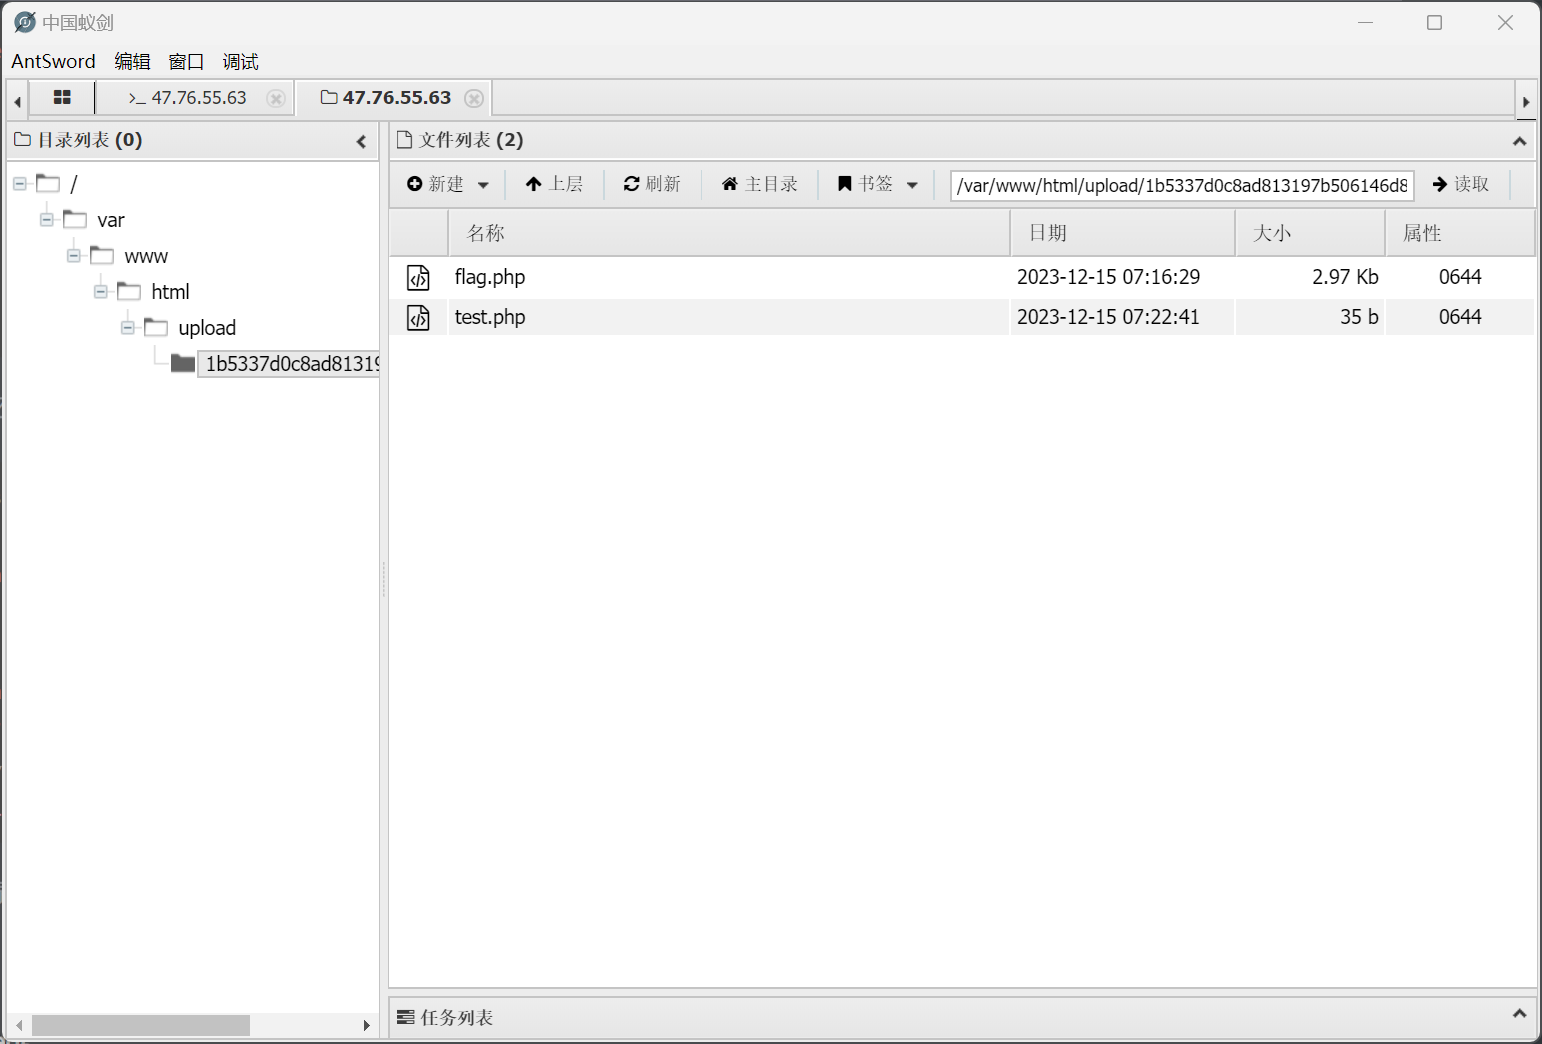 中国蚁剑
AntSword 编辑 窗口 调试
>_ 47.76.55.63 47.76.55.63
目录列表 (0)
文件列表 (2)
新建 上层 刷新 主目录 书签 /var/www/html/upload/1b5337d0c8ad813197b506146d8 读取
名称 日期 大小 属性
flag.php 2023-12-15 07:16:29 2.97 Kb 0644
test.php 2023-12-15 07:22:41 35 b 0644
/
var
www
html
upload
1b5337d0c8ad81319
任务列表